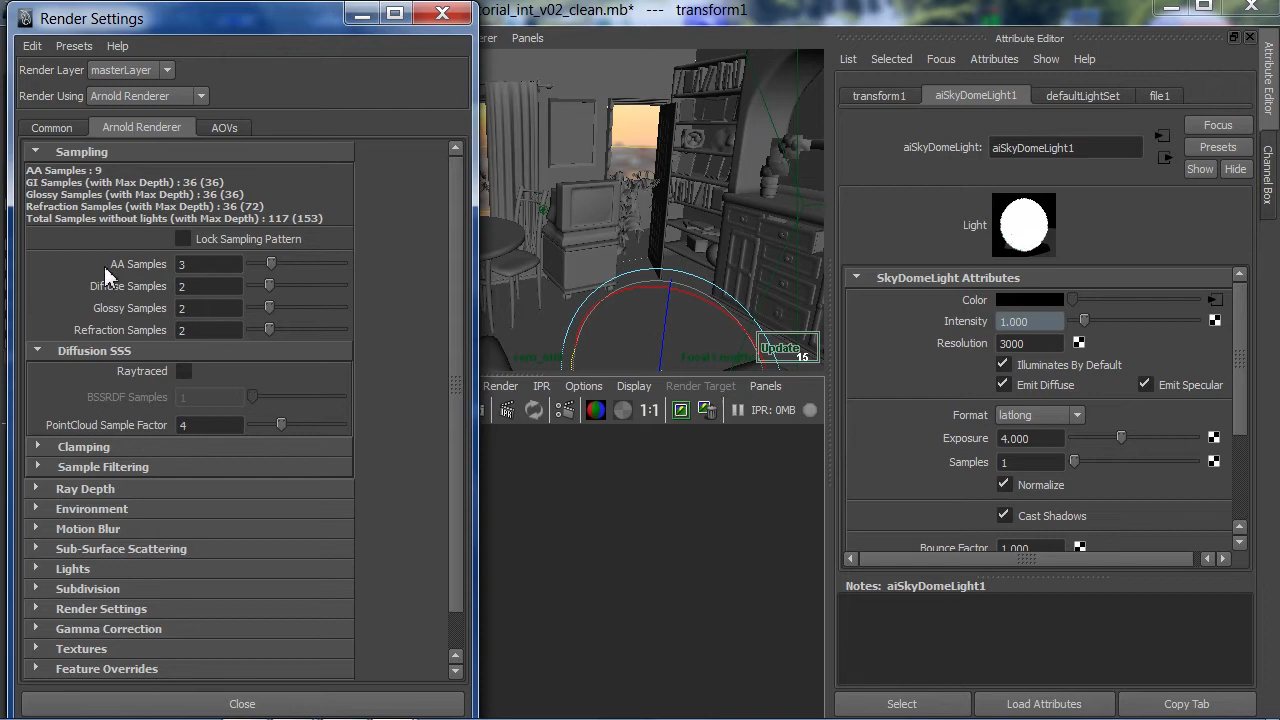 Render Settings
Edit Presets Help
Render Layer masterLayer
Render Using Arnold Renderer
Common Arnold Renderer AOVs
Sampling
AA Samples : 9
GI Samples (with Max Depth) : 36 (36)
Glossy Samples (with Max Depth) : 36 (36)
Refraction Samples (with Max Depth) : 36 (72)
Total Samples without lights (with Max Depth) : 117 (153)
Lock Sampling Pattern
AA Samples 3
Diffuse Samples 2
Glossy Samples 2
Refraction Samples 2
Diffusion SSS
Raytraced
BSSRDF Samples 1
PointCloud Sample Factor 4
Clamping
Sample Filtering
Ray Depth
Environment
Motion Blur
Sub-Surface Scattering
Lights
Subdivision
Render Settings
Gamma Correction
Textures
Feature Overrides
Close
orial_int_v02_clean.mb* --- transform1
erer Panels
Update
15
Render IPR Options Display Render Target Panels
1:1 IPR: 0MB
Attribute Editor
List Selected Focus Attributes Show Help
transform1 aiSkyDomeLight1 defaultLightSet file1
Focus
aiSkyDomeLight: aiSkyDomeLight1
Presets
Show Hide
Light
SkyDomeLight Attributes
Color
Intensity 1.000
Resolution 3000
Illuminates By Default
Emit Diffuse Emit Specular
Format latlong
Exposure 4.000
Samples 1
Normalize
Cast Shadows
Bounce Factor 1.000
Notes: aiSkyDomeLight1
Select Load Attributes Copy Tab
Attribute Editor
Channel Box